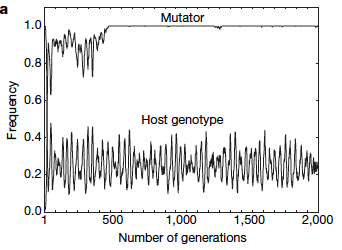 a
Mutator
Host genotype
Frequency
1.0
0.8
0.6
0.4
0.2
0.0
1
500
1,000
1,500
2,000
Number of generations